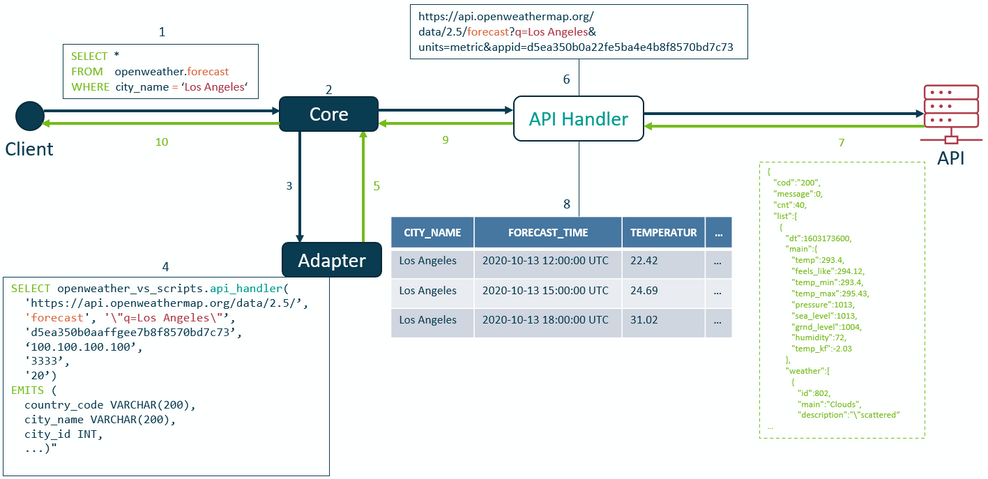 1
SELECT *
FROM openweather.forecast
WHERE city_name = ‘Los Angeles‘
https://api.openweathermap.org/
data/2.5/forecast?q=Los Angeles&
units=metric&appid=d5ea350b0a22fe5ba4e4b8f8570bd7c73
6
2
Core
API Handler
Client
10
9
7
API
3
5
8
Adapter
4
SELECT openweather_vs_scripts.api_handler(
'https://api.openweathermap.org/data/2.5/’,
'forecast', '\"q=Los Angeles\”’,
'd5ea350b0aaffgee7b8f8570bd7c73’,
‘100.100.100.100’,
'3333’,
'20’)
EMITS (
country_code VARCHAR(200),
city_name VARCHAR(200),
city_id INT,
...)"
CITY_NAME FORECAST_TIME TEMPERATUR ...
Los Angeles 2020-10-13 12:00:00 UTC 22.42 ...
Los Angeles 2020-10-13 15:00:00 UTC 24.69 ...
Los Angeles 2020-10-13 18:00:00 UTC 31.02 ...
{
"cod":"200",
"message":0,
"cnt":40,
"list":[
{
"dt":1603173600,
"main":{
"temp":293.4,
"feels_like":294.12,
"temp_min":293.4,
"temp_max":295.43,
"pressure":1013,
"sea_level":1013,
"grnd_level":1004,
"humidity":72,
"temp_kf":-2.03
},
"weather":[
{
"id":802,
"main":"Clouds",
"description":"\"scattered"
...